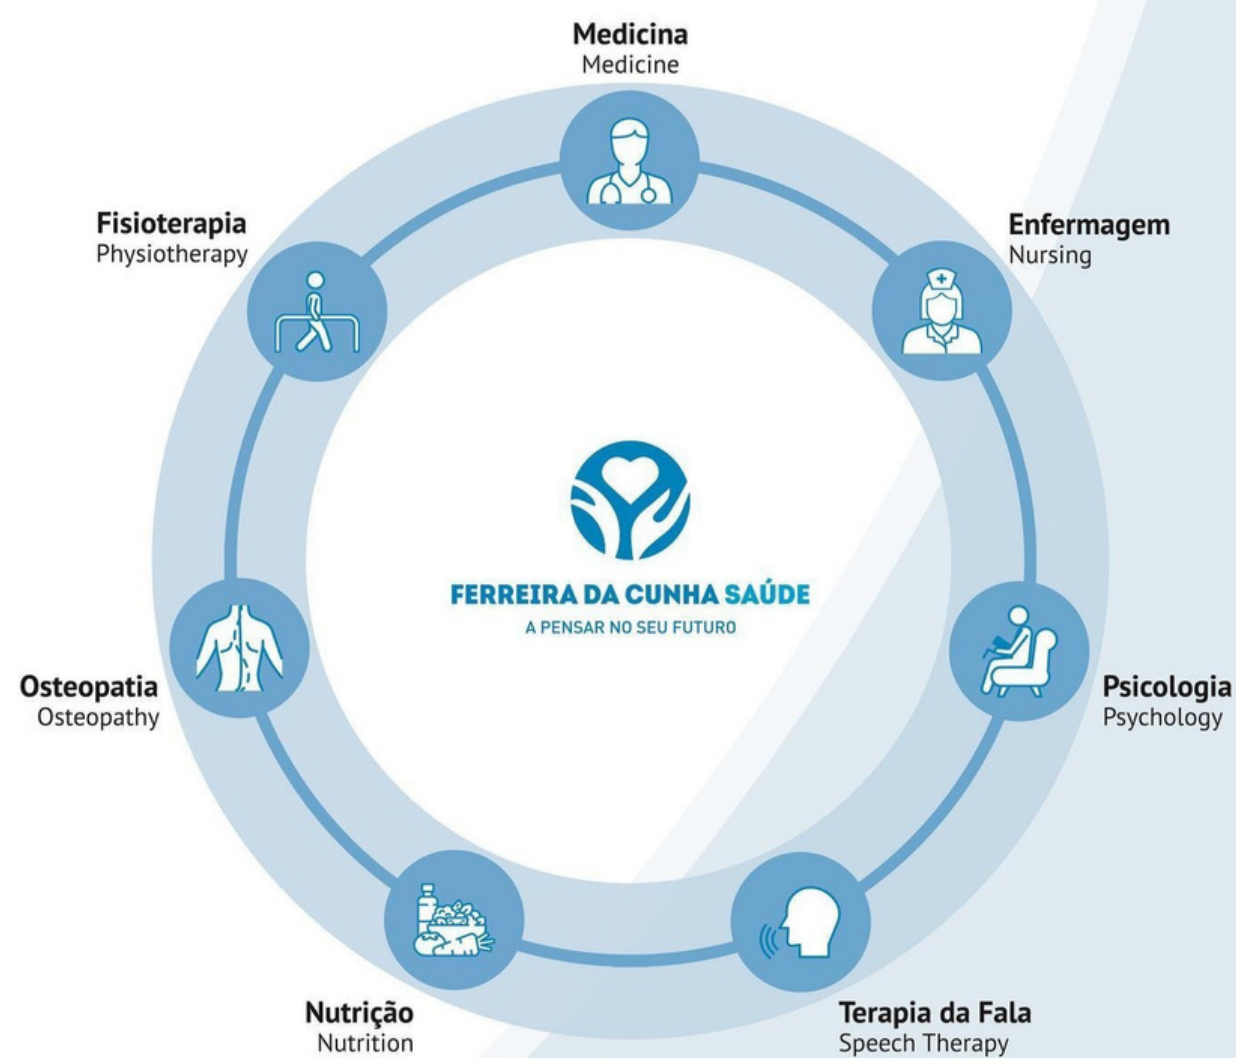 Medicina
Medicine
Fisioterapia
Physiotherapy
Enfermagem
Nursing
FERREIRA DA CUNHA SAÚDE
A PENSAR NO SEU FUTURO
Osteopatia
Osteopathy
Psicologia
Psychology
Nutrição
Nutrition
Terapia da Fala
Speech Therapy